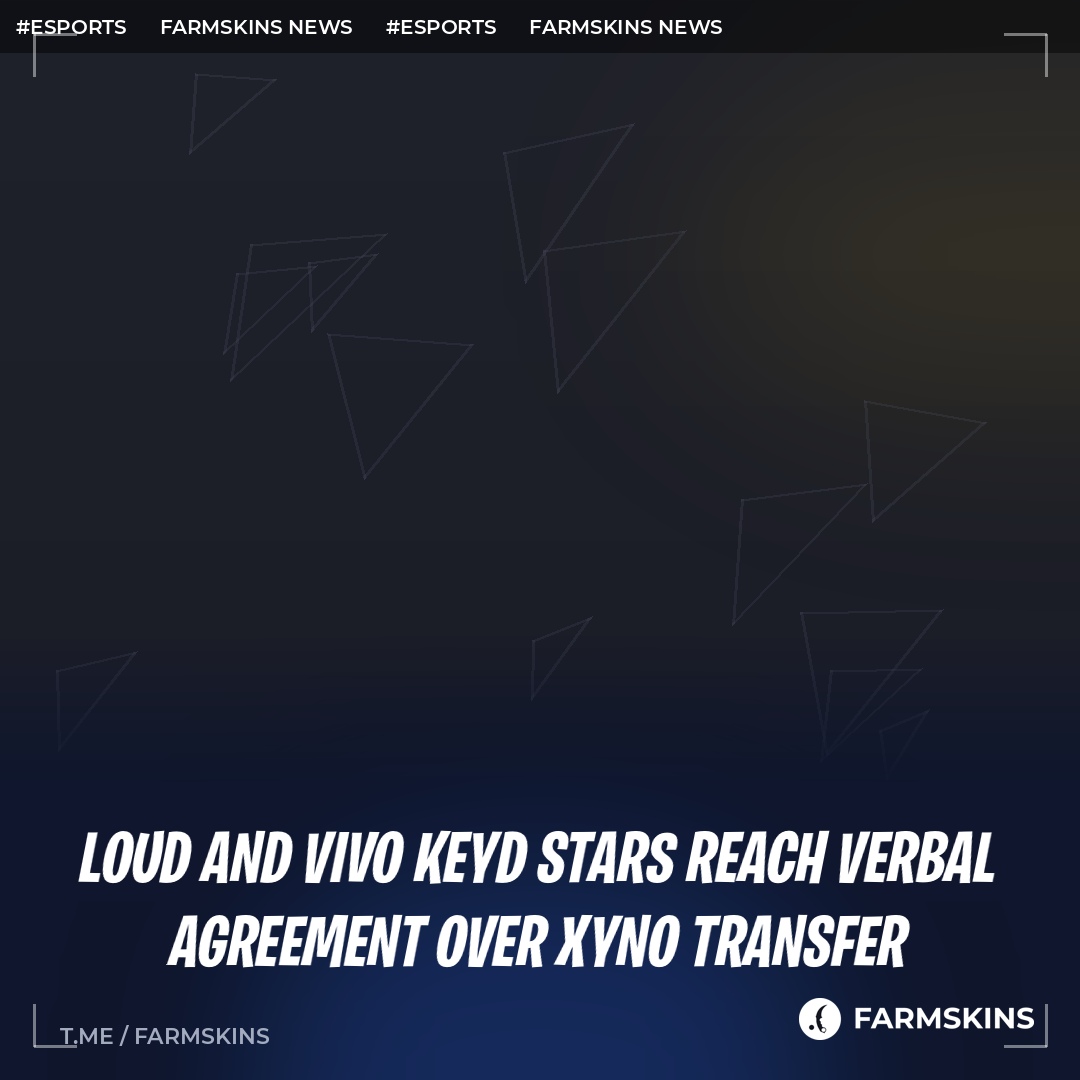 #ESPORTS FARMSKINS NEWS #ESPORTS FARMSKINS NEWS
LOUD AND VIVO KEYD STARS REACH VERBAL
AGREEMENT OVER XYNO TRANSFER
T.ME / FARMSKINS
FARMSKINS